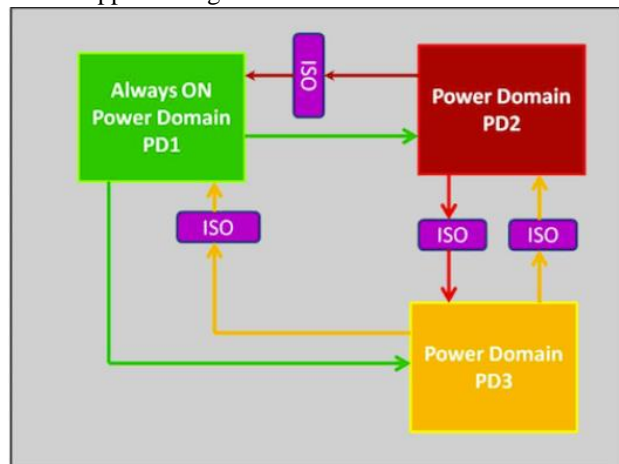 Always ON
Power Domain
PD1
ISO
Power Domain
PD2
ISO
ISO
ISO
Power Domain
PD3